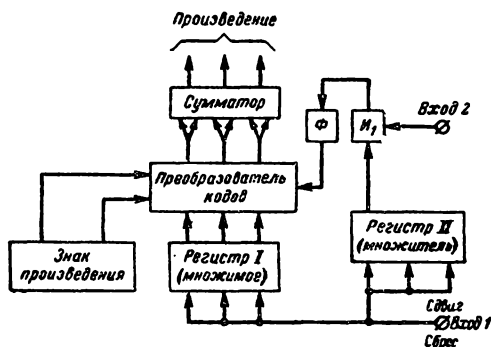 Произведение
Сумматор
Ф
И1
Вход 2
Преобразователь
кодов
Знак
произведения
Регистр I
(множимое)
Регистр II
(множитель)
Сдвиг
Вход 1
Сброс